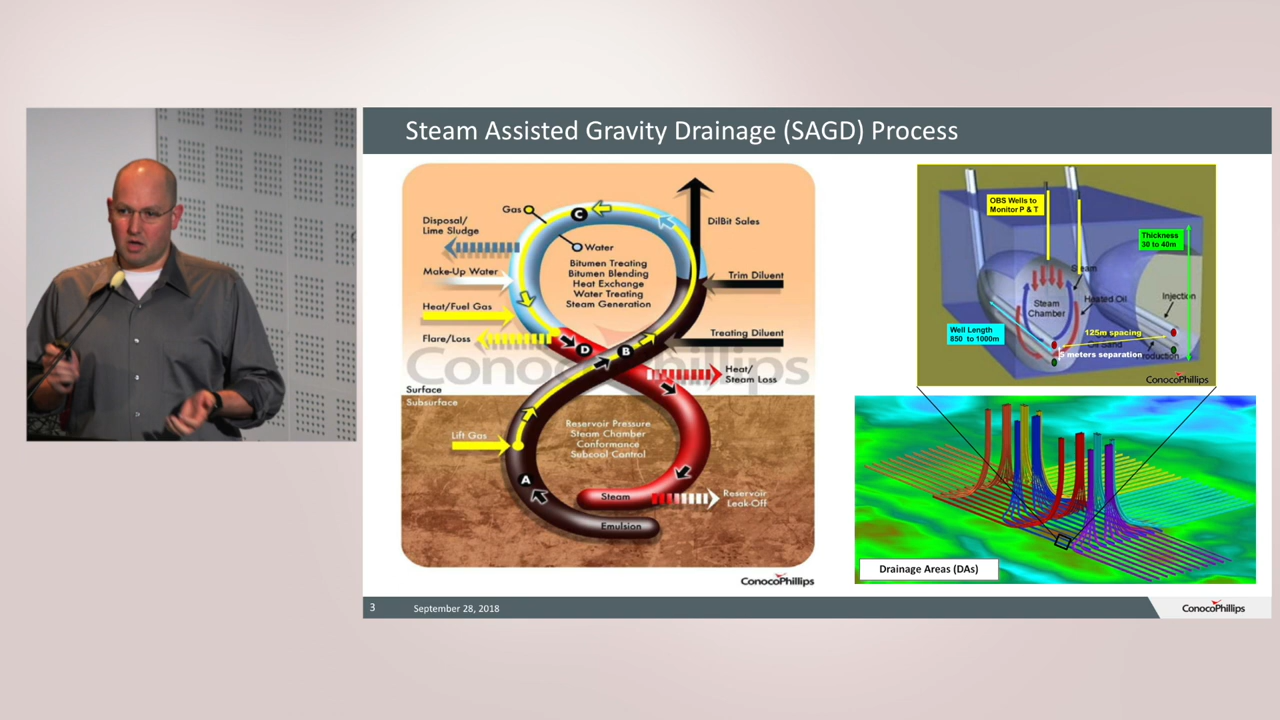 Steam Assisted Gravity Drainage (SAGD) Process
Gas
C
Disposal/
Lime Sludge
Water
DilBit Sales
Make-Up Water
Bitumen Treating
Bitumen Blending
Heat Exchange
Water Treating
Steam Generation
Trim Diluent
Heat/Fuel Gas
Flare/Loss
Treating Diluent
D
B
ConocoPhillips
Heat/
Steam Loss
Surface
Subsurface
Lift Gas
Reservoir Pressure
Steam Chamber
Conformance
Subcool Control
A
Steam
Reservoir
Leak-Off
Emulsion
ConocoPhillips
OBS Wells to
Monitor P & T
Thickness
30 to 40m
Steam
Steam
Chamber
Heated Oil
Injection
Well Length
850 to 1000m
125m spacing
Oil Sand
5 meters separation
Production
ConocoPhillips
Drainage Areas (DAs)
3
September 28, 2018
ConocoPhillips